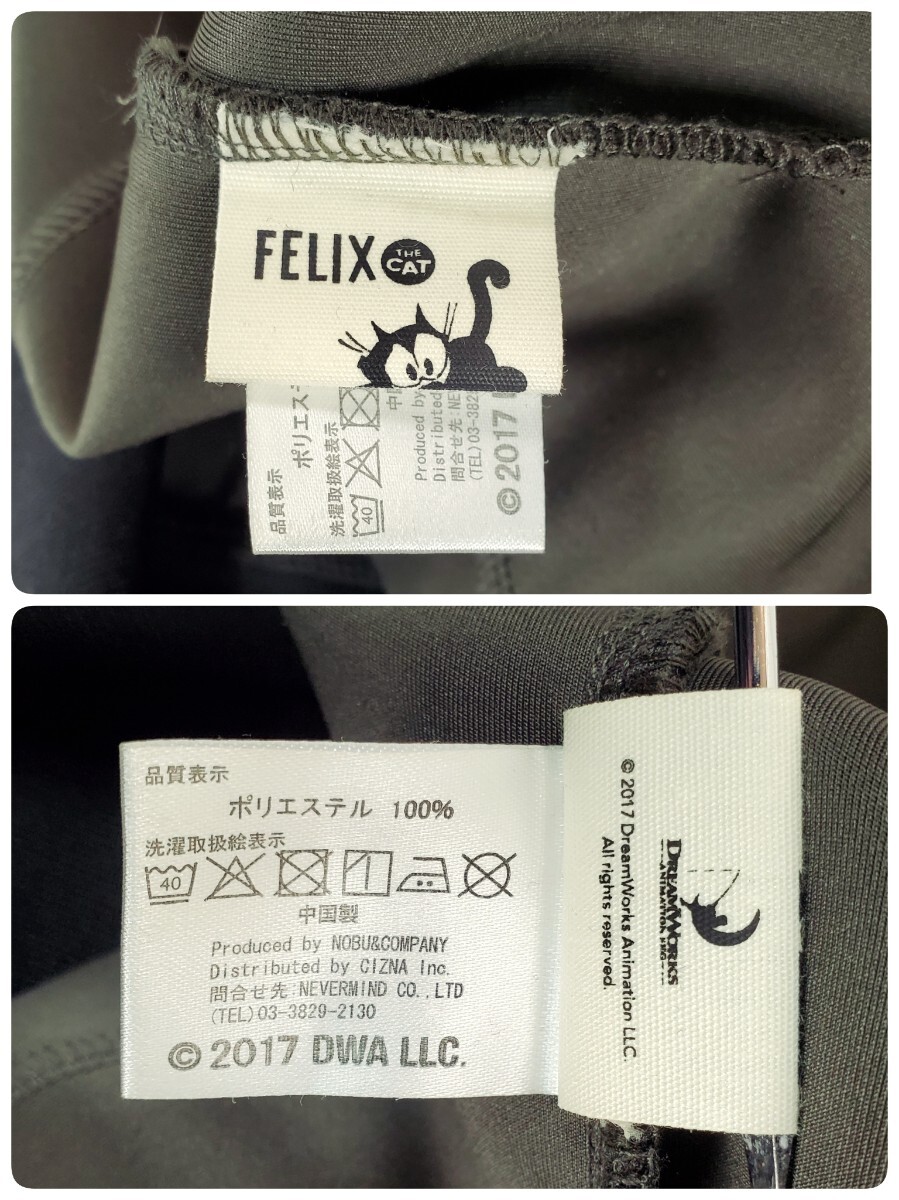 FELIX THE CAT
品質表示
ポリエステ
洗濯取扱絵表示
40
中
Produced by
Distributed
問合せ先:NE
(TEL)03-382
©2017
品質表示
ポリエステル 100%
洗濯取扱絵表示
40
中国製
Produced by NOBU&COMPANY
Distributed by CIZNA Inc.
問合せ先:NEVERMIND CO.,LTD
(TEL)03-3829-2130
© 2017 DWA LLC.
DREAMWORKS
© 2017 DreamWorks Animation LLC.
All rights reserved.